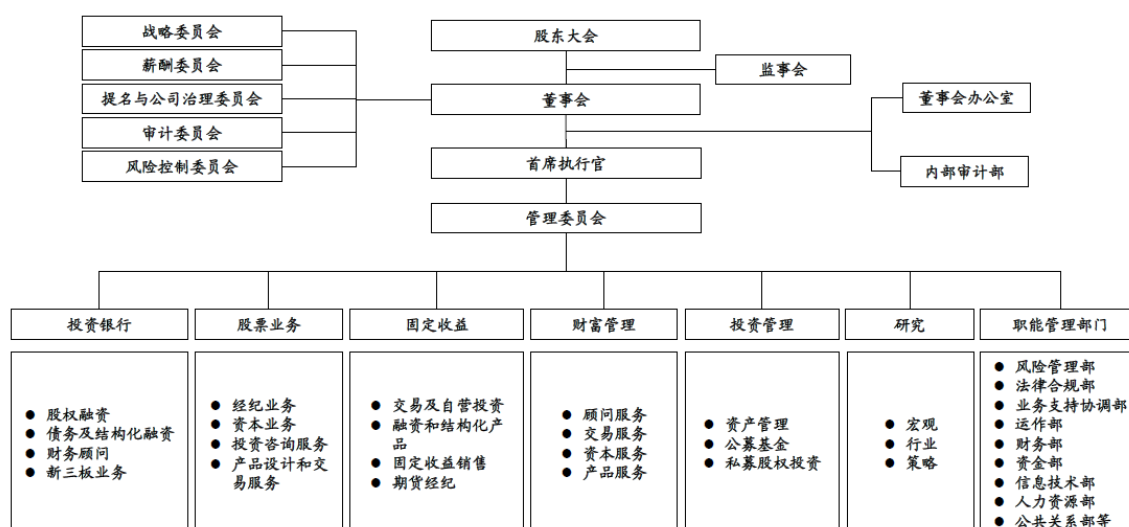 战略委员会
薪酬委员会
提名与公司治理委员会
审计委员会
风险控制委员会
股东大会
监事会
董事会
董事会办公室
内部审计部
首席执行官
管理委员会
投资银行
股票业务
固定收益
财富管理
投资管理
研究
职能管理部门
● 股权融资
● 债务及结构化融资
● 财务顾问
● 新三板业务
● 经纪业务
● 资本业务
● 投资咨询服务
● 产品设计和交
易服务
● 交易及自营投资
● 融资和结构化产
品
● 固定收益销售
● 期货经纪
● 顾问服务
● 交易服务
● 资本服务
● 产品服务
● 资产管理
● 公募基金
● 私募股权投资
● 宏观
● 行业
● 策略
● 风险管理部
● 法律合规部
● 业务支持协调部
● 运作部
● 财务部
● 资金部
● 信息技术部
● 人力资源部
● 公共关系部等